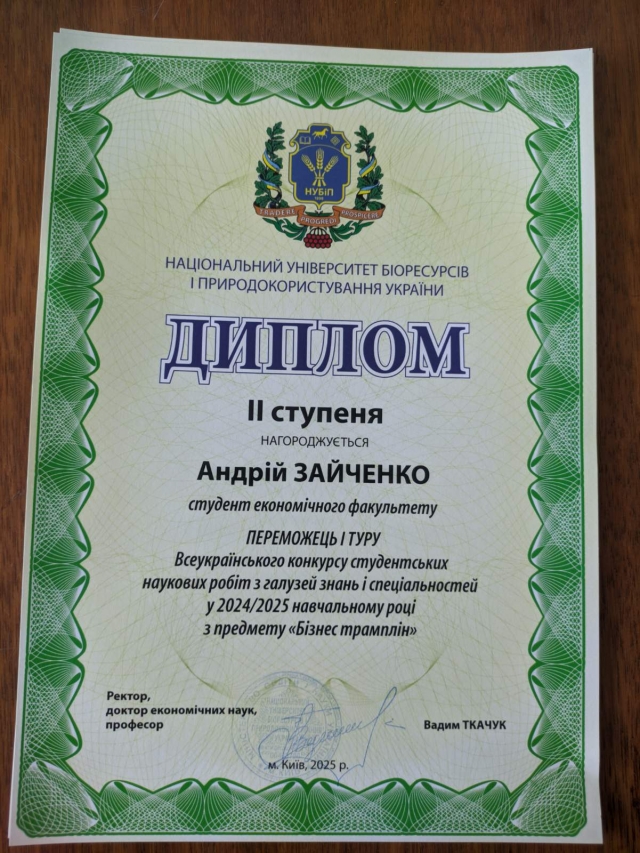 НУБіП
TRADERE
PROGREDI
PROSPICERE
НАЦІОНАЛЬНИЙ УНІВЕРСИТЕТ БІОРЕСУРСІВ
І ПРИРОДОКОРИСТУВАННЯ УКРАЇНИ
ДИПЛОМ
ІІ ступеня
НАГОРОДЖУЄТЬСЯ
Андрій ЗАЙЧЕНКО
студент економічного факультету
ПЕРЕМОЖЕЦЬ І ТУРУ
Всеукраїнського конкурсу студентських
наукових робіт з галузей знань і спеціальностей
у 2024/2025 навчальному році
з предмету «Бізнес трамплін»
Ректор,
доктор економічних наук,
професор
Вадим ТКАЧУК
м. Київ, 2025 р.